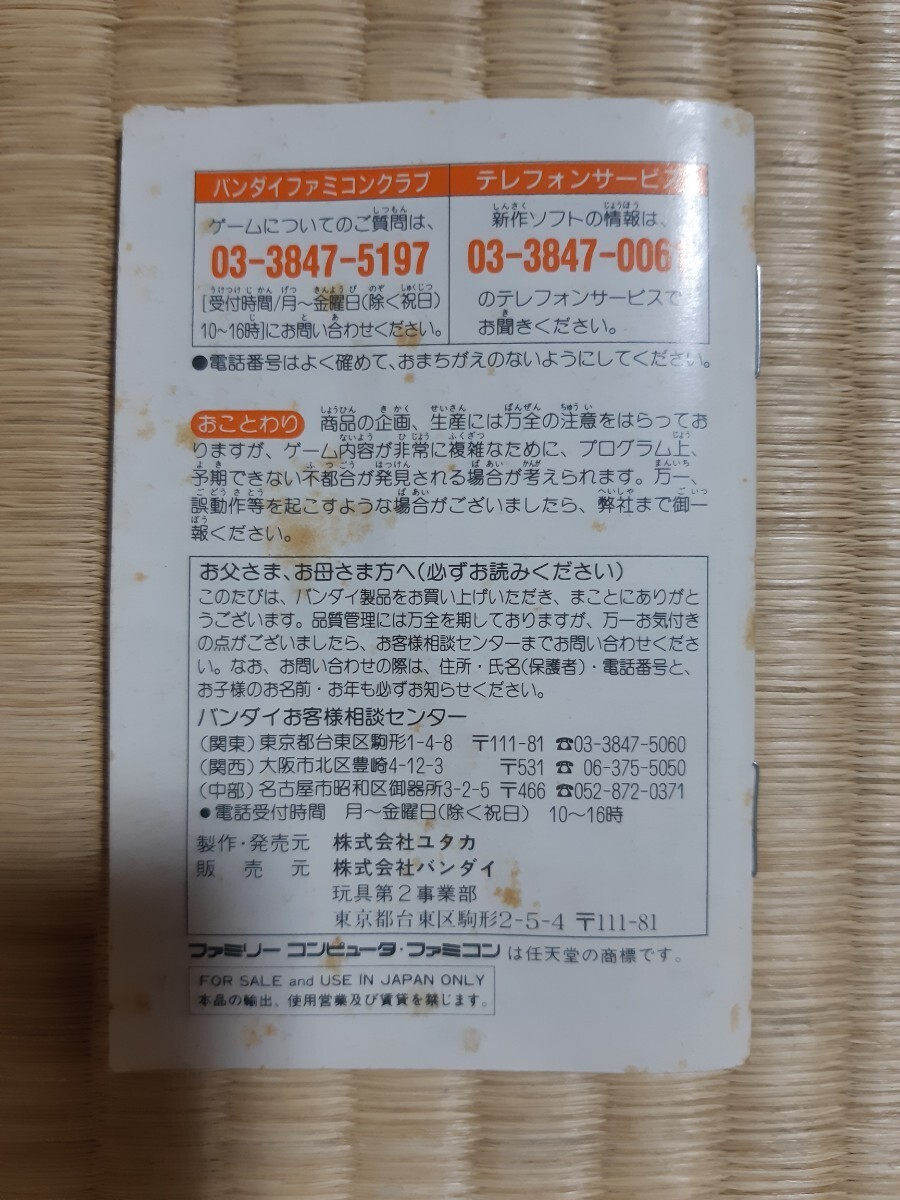 バンダイファミコンクラブ
ゲームについてのご質問は、
03-3847-5197
[受付時間/月～金曜日(除く祝日)
10～16時]にお問い合わせください。
テレフォンサービス
新作ソフトの情報は、
03-3847-006
のテレフォンサービスで
お聞きください。
●電話番号はよく確めて、おまちがえのないようにしてください。
おことわり 商品の企画、生産には万全の注意をはらってお
りますが、ゲーム内容が非常に複雑なために、プログラム上、
予期できない不都合が発見される場合が考えられます。万一、
誤動作等を起こすような場合がございましたら、弊社まで御一
報ください。
お父さま、お母さま方へ(必ずお読みください)
このたびは、バンダイ製品をお買い上げいただき、まことにありがと
うございます。品質管理には万全を期しておりますが、万一お気付き
の点がございましたら、お客様相談センターまでお問い合わせくださ
い。なお、お問い合わせの際は、住所・氏名(保護者)・電話番号と、
お子様のお名前・お年も必ずお知らせください。
バンダイお客様相談センター
(関東)東京都台東区駒形1-4-8 〒111-81 ☎03-3847-5060
(関西)大阪市北区豊崎4-12-3 〒531 ☎ 06-375-5050
(中部)名古屋市昭和区御器所3-2-5 〒466 ☎052-872-0371
●電話受付時間 月～金曜日(除く祝日) 10～16時
製作・発売元 株式会社ユタカ
販売元 株式会社バンダイ
玩具第2事業部
東京都台東区駒形2-5-4 〒111-81
ファミリーコンピュータ・ファミコンは任天堂の商標です。
FOR SALE and USE IN JAPAN ONLY
本品の輸出、使用営業及び賃貸を禁じます。